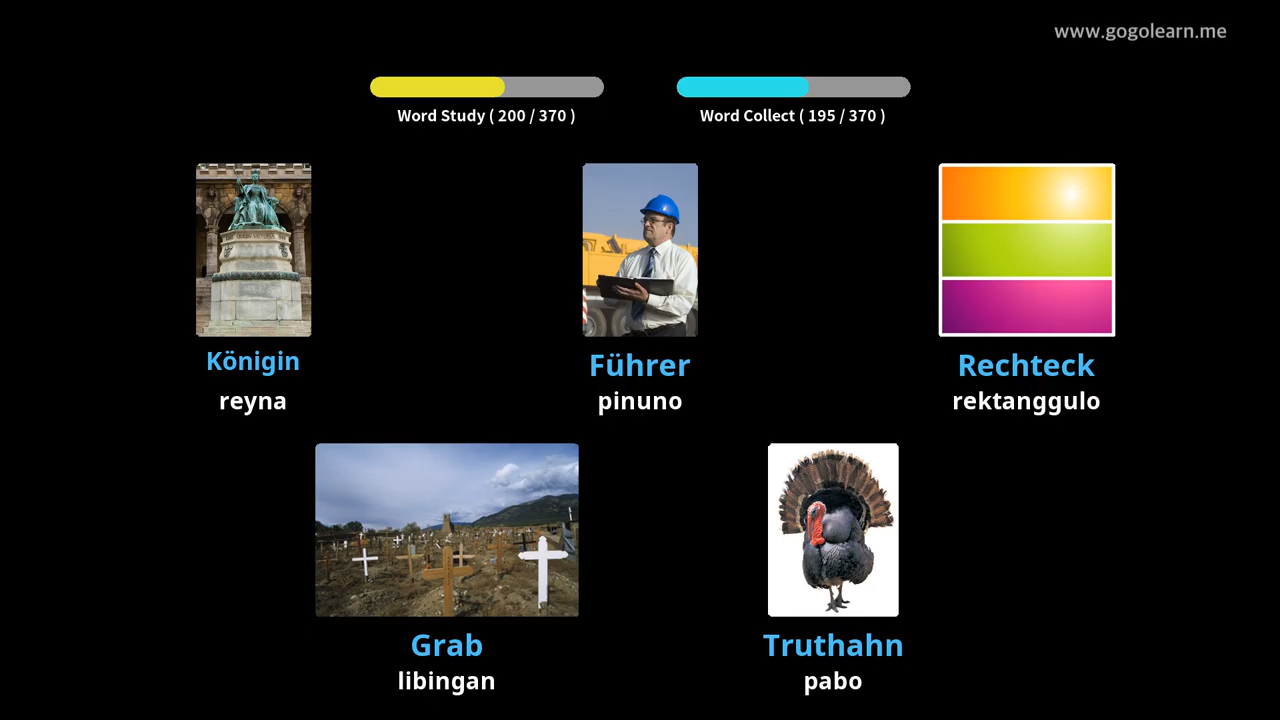 www.gogolearn.me
Word Study ( 200 / 370 )
Word Collect ( 195 / 370 )
Königin
reyna
Führer
pinuno
Rechteck
rektanggulo
Grab
libingan
Truthahn
pabo